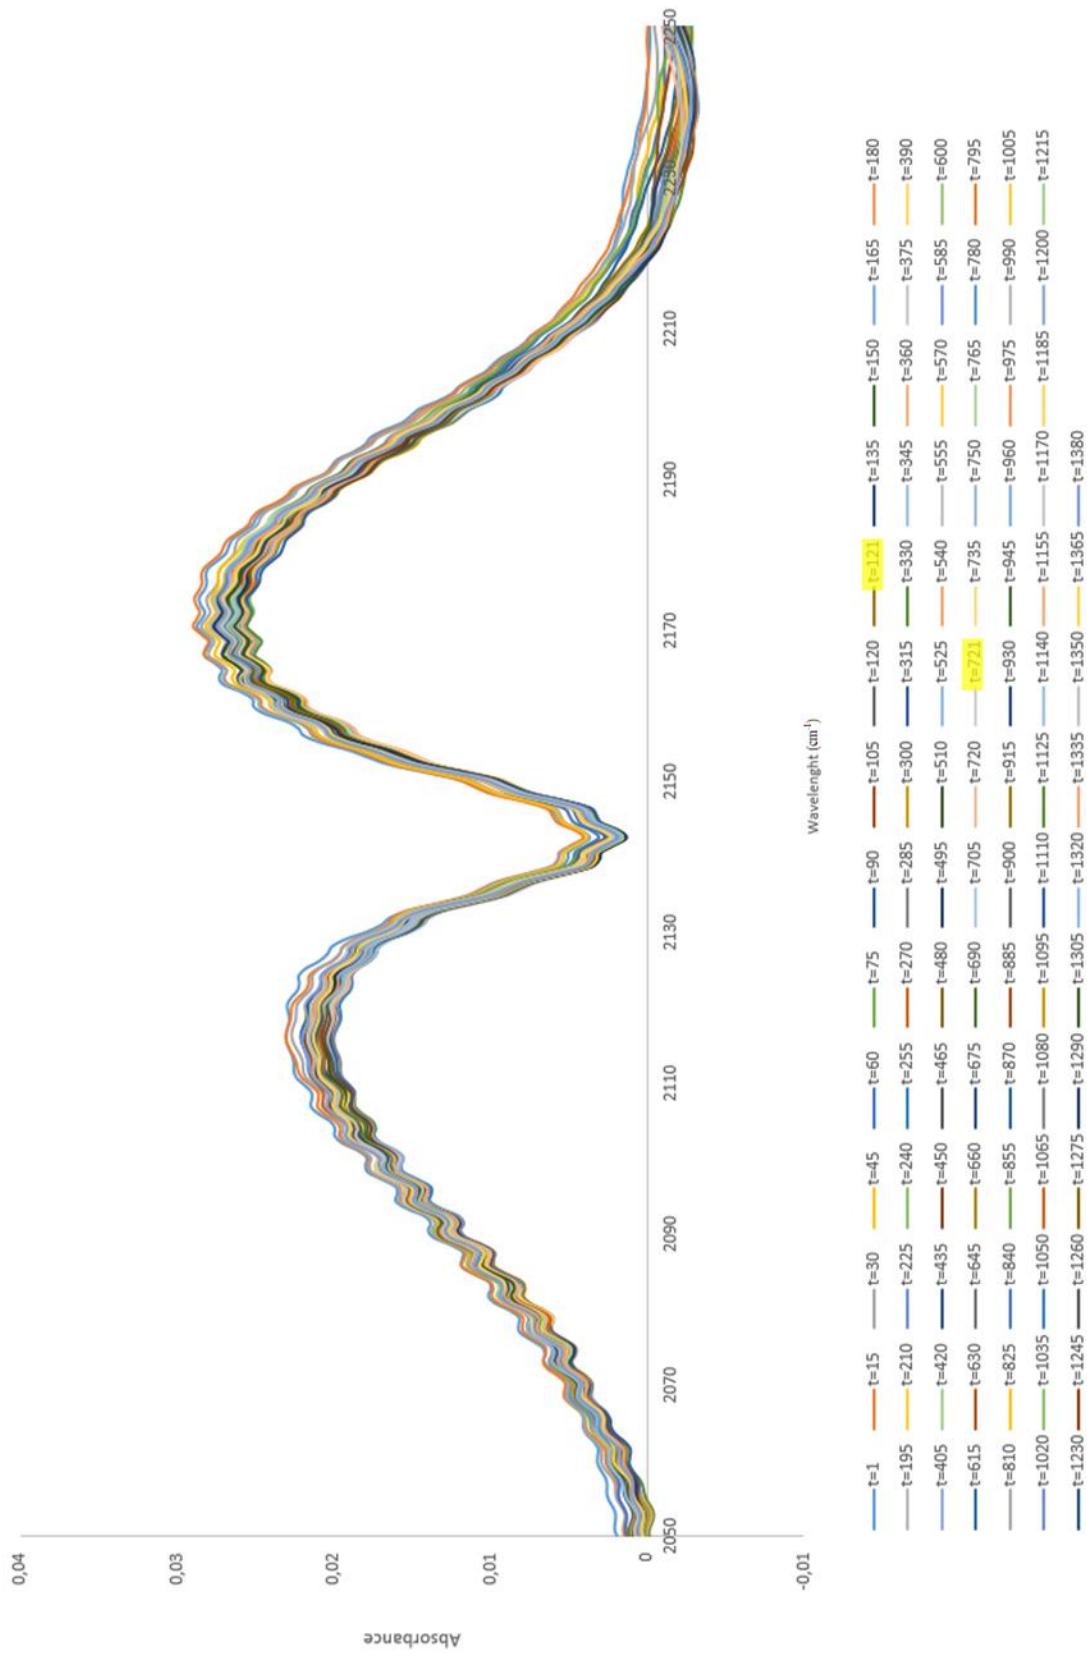 0,04
0,03
0,02
0,01
0
-0,01
Absorbance
2050 2070 2090 2110 2130 2150 2170 2190 2210 2230 2250
Wavelenght (cm⁻¹)
t=1 t=15 t=30 t=45 t=60 t=75 t=90 t=105 t=120 t=121 t=135 t=150 t=165 t=180
t=195 t=210 t=225 t=240 t=255 t=270 t=285 t=300 t=315 t=330 t=345 t=360 t=375 t=390
t=405 t=420 t=435 t=450 t=465 t=480 t=495 t=510 t=525 t=540 t=555 t=570 t=585 t=600
t=615 t=630 t=645 t=660 t=675 t=690 t=705 t=720 t=721 t=735 t=750 t=765 t=780 t=795
t=810 t=825 t=840 t=855 t=870 t=885 t=900 t=915 t=930 t=945 t=960 t=975 t=990 t=1005
t=1020 t=1035 t=1050 t=1065 t=1080 t=1095 t=1110 t=1125 t=1140 t=1155 t=1170 t=1185 t=1200 t=1215
t=1230 t=1245 t=1260 t=1275 t=1290 t=1305 t=1320 t=1335 t=1350 t=1365 t=1380